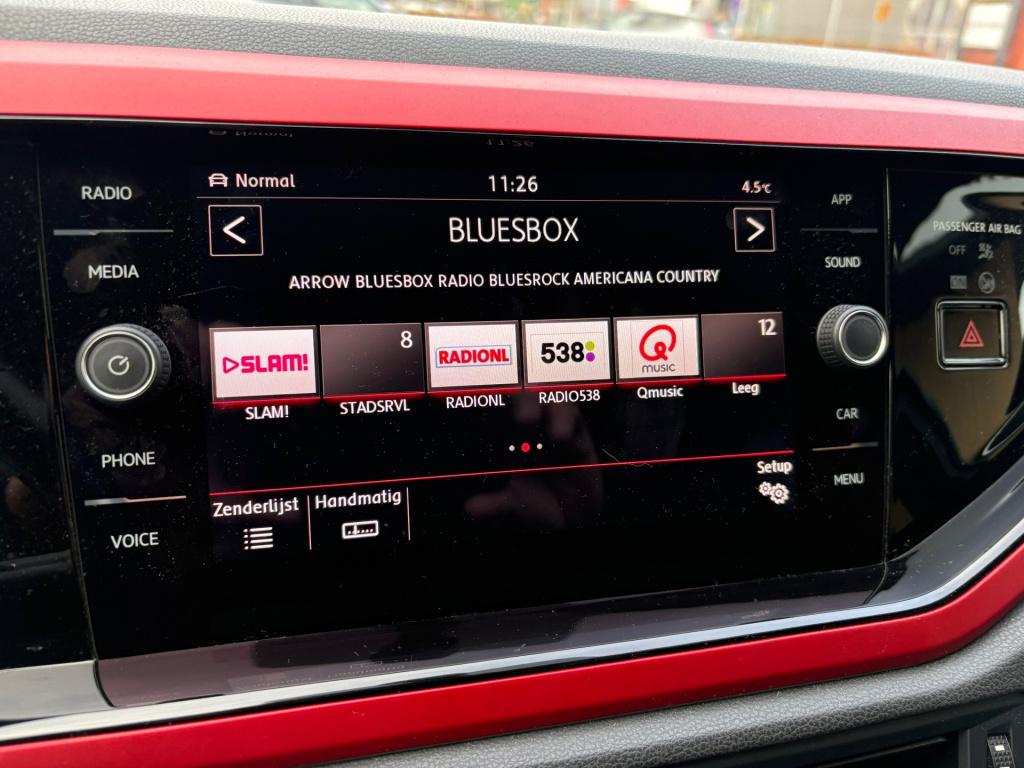 RADIO
MEDIA
PHONE
VOICE
Normal
11:26
4.5°C
BLUESBOX
ARROW BLUESBOX RADIO BLUESROCK AMERICANA COUNTRY
SLAM!
8
RADIONL
538
Q
MUSIC
12
SLAM!
STADSRVL
RADIONL
RADIO538
Qmusic
Leeg
Zenderlijst
Handmatig
Setup
APP
SOUND
CAR
MENU
PASSENGER AIR BAG
OFF